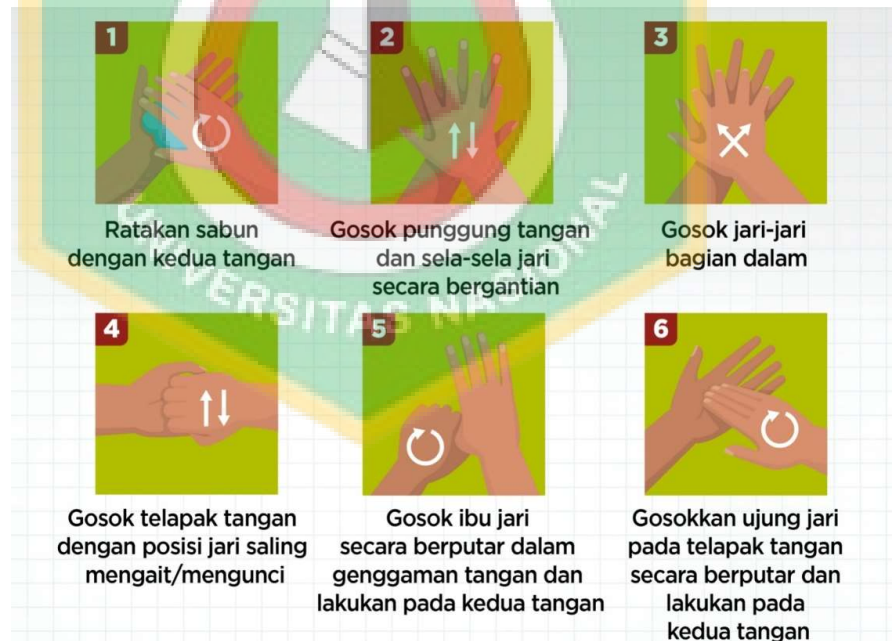 1
Ratakan sabun
dengan kedua tangan
2
Gosok punggung tangan
dan sela-sela jari
secara bergantian
3
Gosok jari-jari
bagian dalam
4
Gosok telapak tangan
dengan posisi jari saling
mengait/mengunci
5
Gosok ibu jari
secara berputar dalam
genggaman tangan dan
lakukan pada kedua tangan
6
Gosokkan ujung jari
pada telapak tangan
secara berputar dan
lakukan pada
kedua tangan
UNIVERSITAS NASIONAL